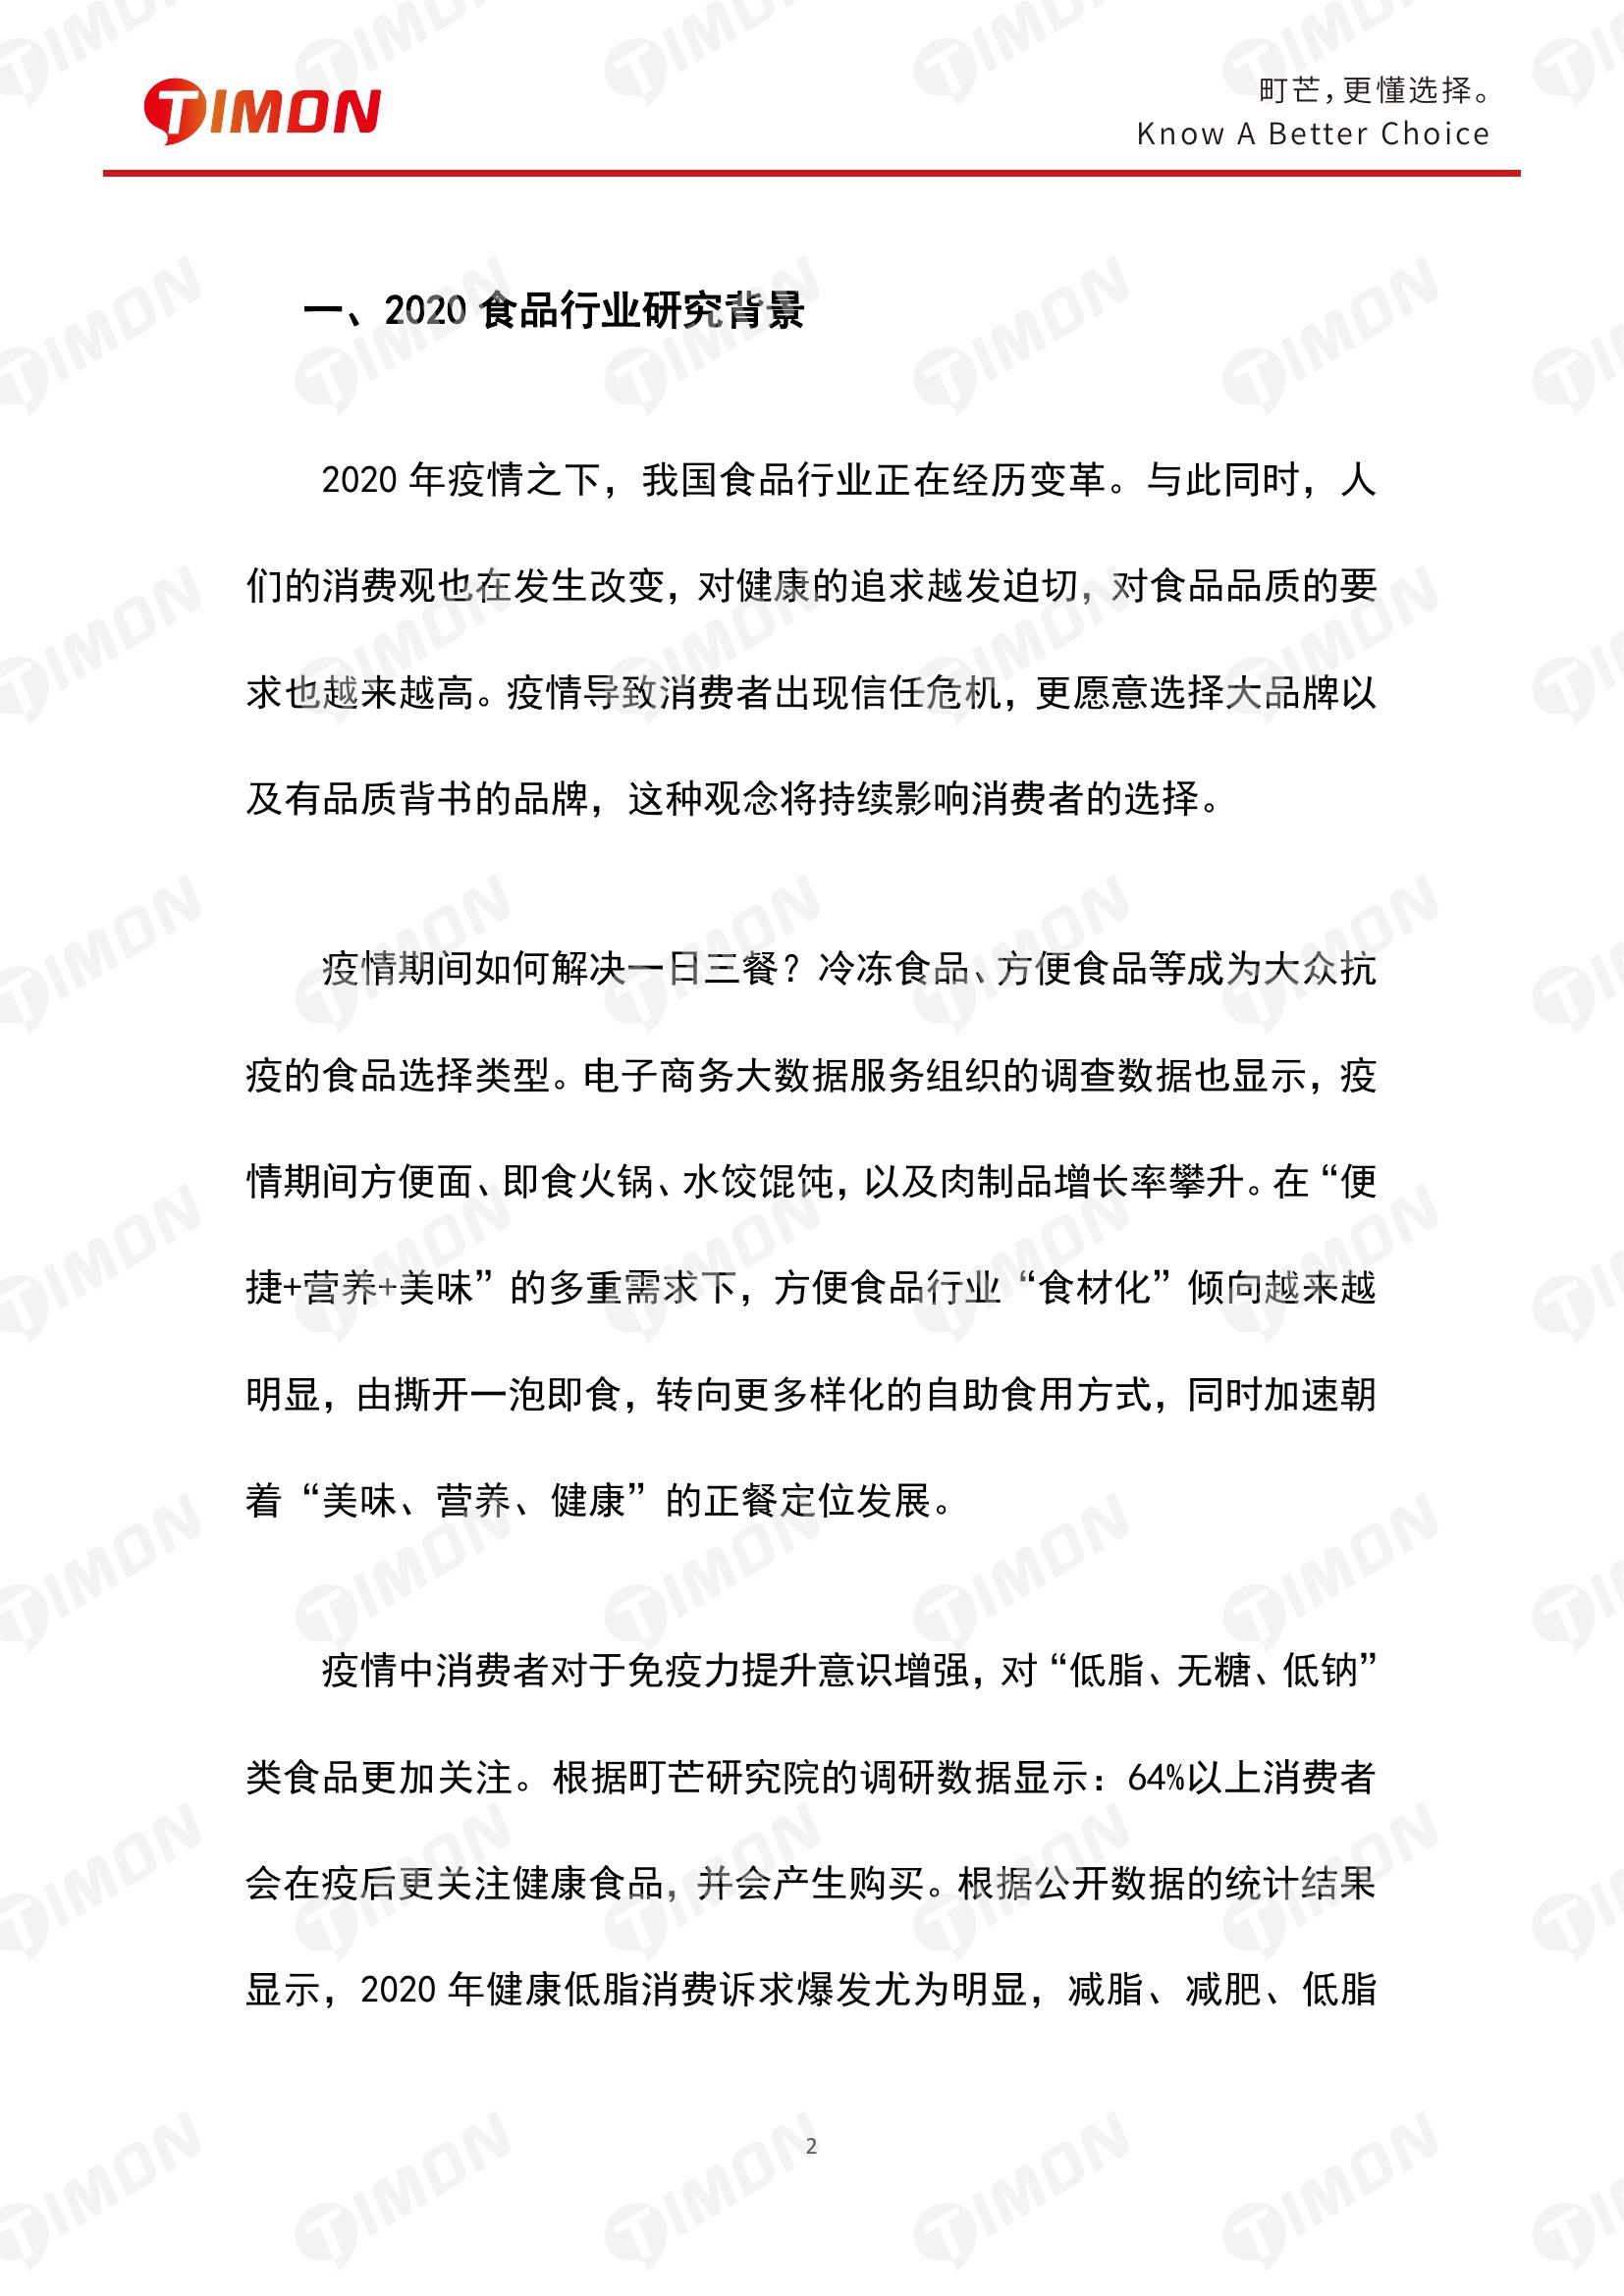 TIMON
町芒，更懂选择。
Know A Better Choice
一、2020 食品行业研究背景
2020 年疫情之下，我国食品行业正在经历变革。与此同时，人
们的消费观也在发生改变，对健康的追求越发迫切，对食品品质的要
求也越来越高。疫情导致消费者出现信任危机，更愿意选择大品牌以
及有品质背书的品牌，这种观念将持续影响消费者的选择。
疫情期间如何解决一日三餐？冷冻食品、方便食品等成为大众抗
疫的食品选择类型。电子商务大数据服务组织的调查数据也显示，疫
情期间方便面、即食火锅、水饺馄饨，以及肉制品增长率攀升。在“便
捷+营养+美味”的多重需求下，方便食品行业“食材化”倾向越来越
明显，由撕开一泡即食，转向更多样化的自助食用方式，同时加速朝
着“美味、营养、健康”的正餐定位发展。
疫情中消费者对于免疫力提升意识增强，对“低脂、无糖、低钠”
类食品更加关注。根据町芒研究院的调研数据显示：64%以上消费者
会在疫后更关注健康食品，并会产生购买。根据公开数据的统计结果
显示，2020 年健康低脂消费诉求爆发尤为明显，减脂、减肥、低脂
2